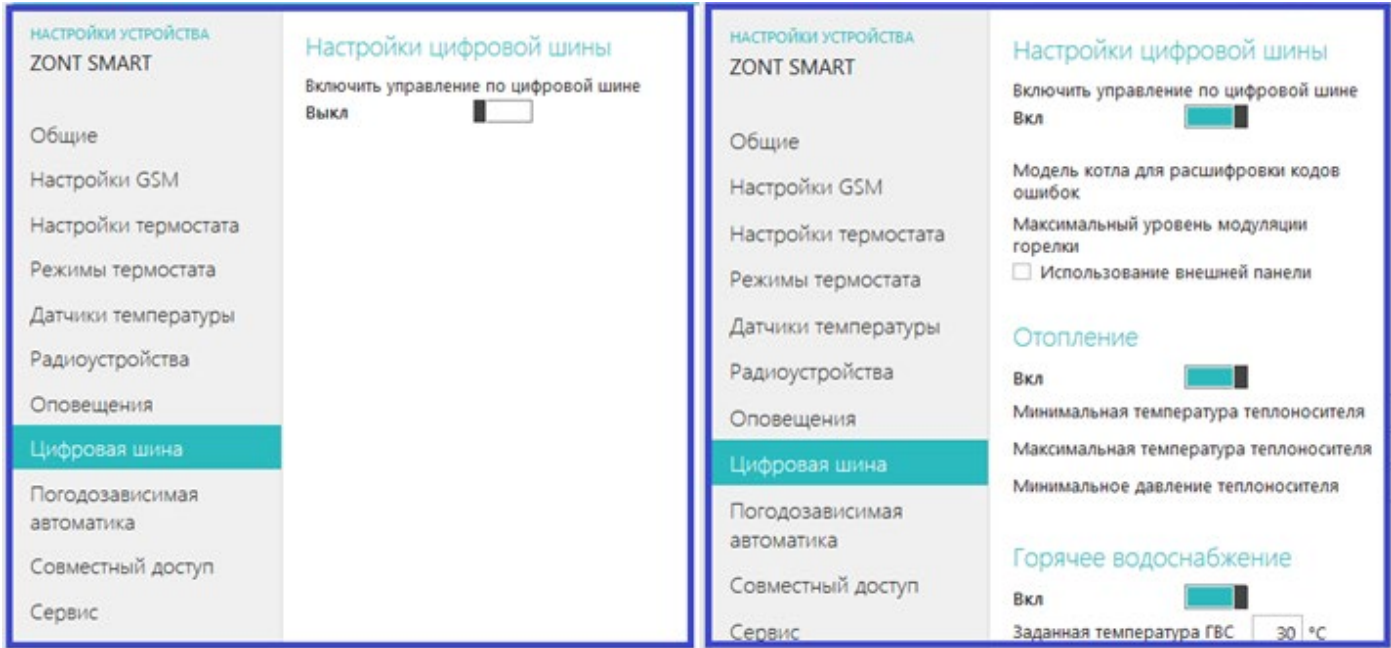 НАСТРОЙКИ УСТРОЙСТВА
ZONT SMART
Общие
Настройки GSM
Настройки термостата
Режимы термостата
Датчики температуры
Радиоустройства
Оповещения
Цифровая шина
Погодозависимая
автоматика
Совместный доступ
Сервис
Настройки цифровой шины
Включить управление по цифровой шине
Выкл
НАСТРОЙКИ УСТРОЙСТВА
ZONT SMART
Общие
Настройки GSM
Настройки термостата
Режимы термостата
Датчики температуры
Радиоустройства
Оповещения
Цифровая шина
Погодозависимая
автоматика
Совместный доступ
Сервис
Настройки цифровой шины
Включить управление по цифровой шине
Вкл
Модель котла для расшифровки кодов
ошибок
Максимальный уровень модуляции
горелки
Использование внешней панели
Отопление
Вкл
Минимальная температура теплоносителя
Максимальная температура теплоносителя
Минимальное давление теплоносителя
Горячее водоснабжение
Вкл
Заданная температура ГВС 30 °C